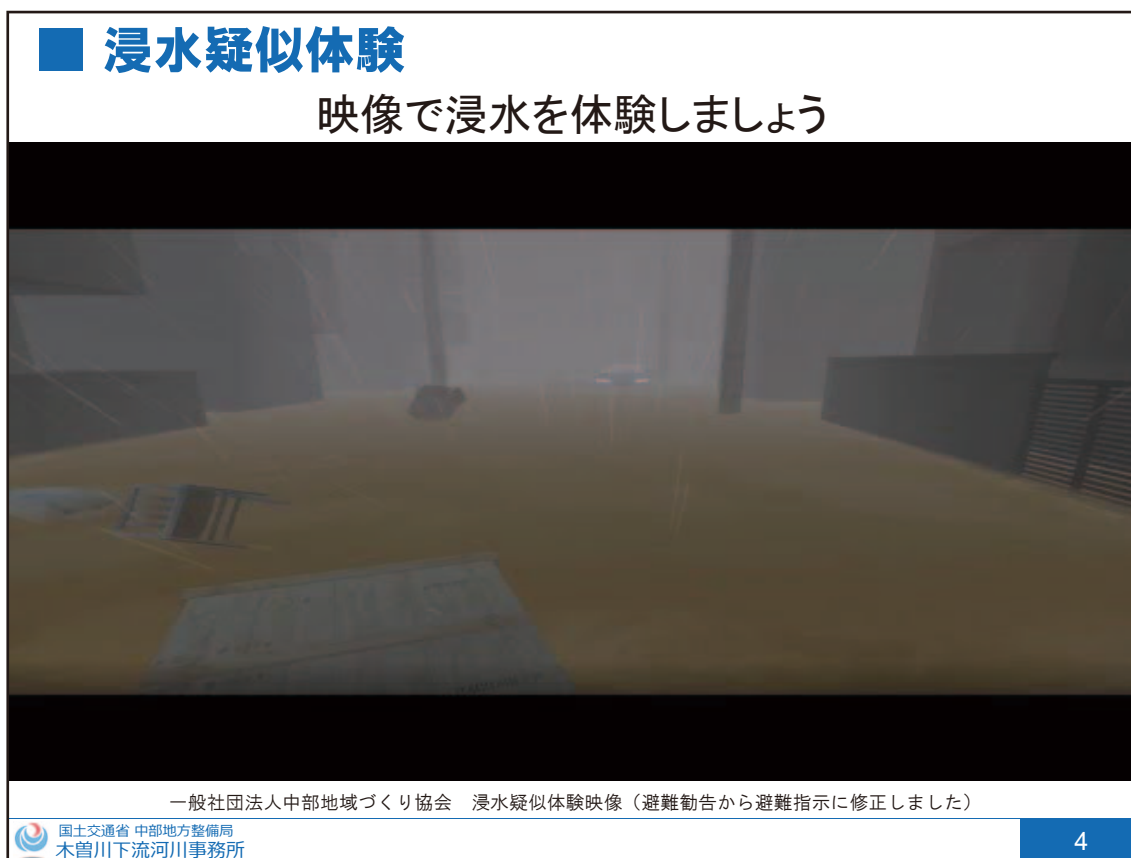 浸水疑似体験
映像で浸水を体験しましょう
一般社団法人中部地域づくり協会　浸水疑似体験映像（避難勧告から避難指示に修正しました）
国土交通省 中部地方整備局
木曽川下流河川事務所
4